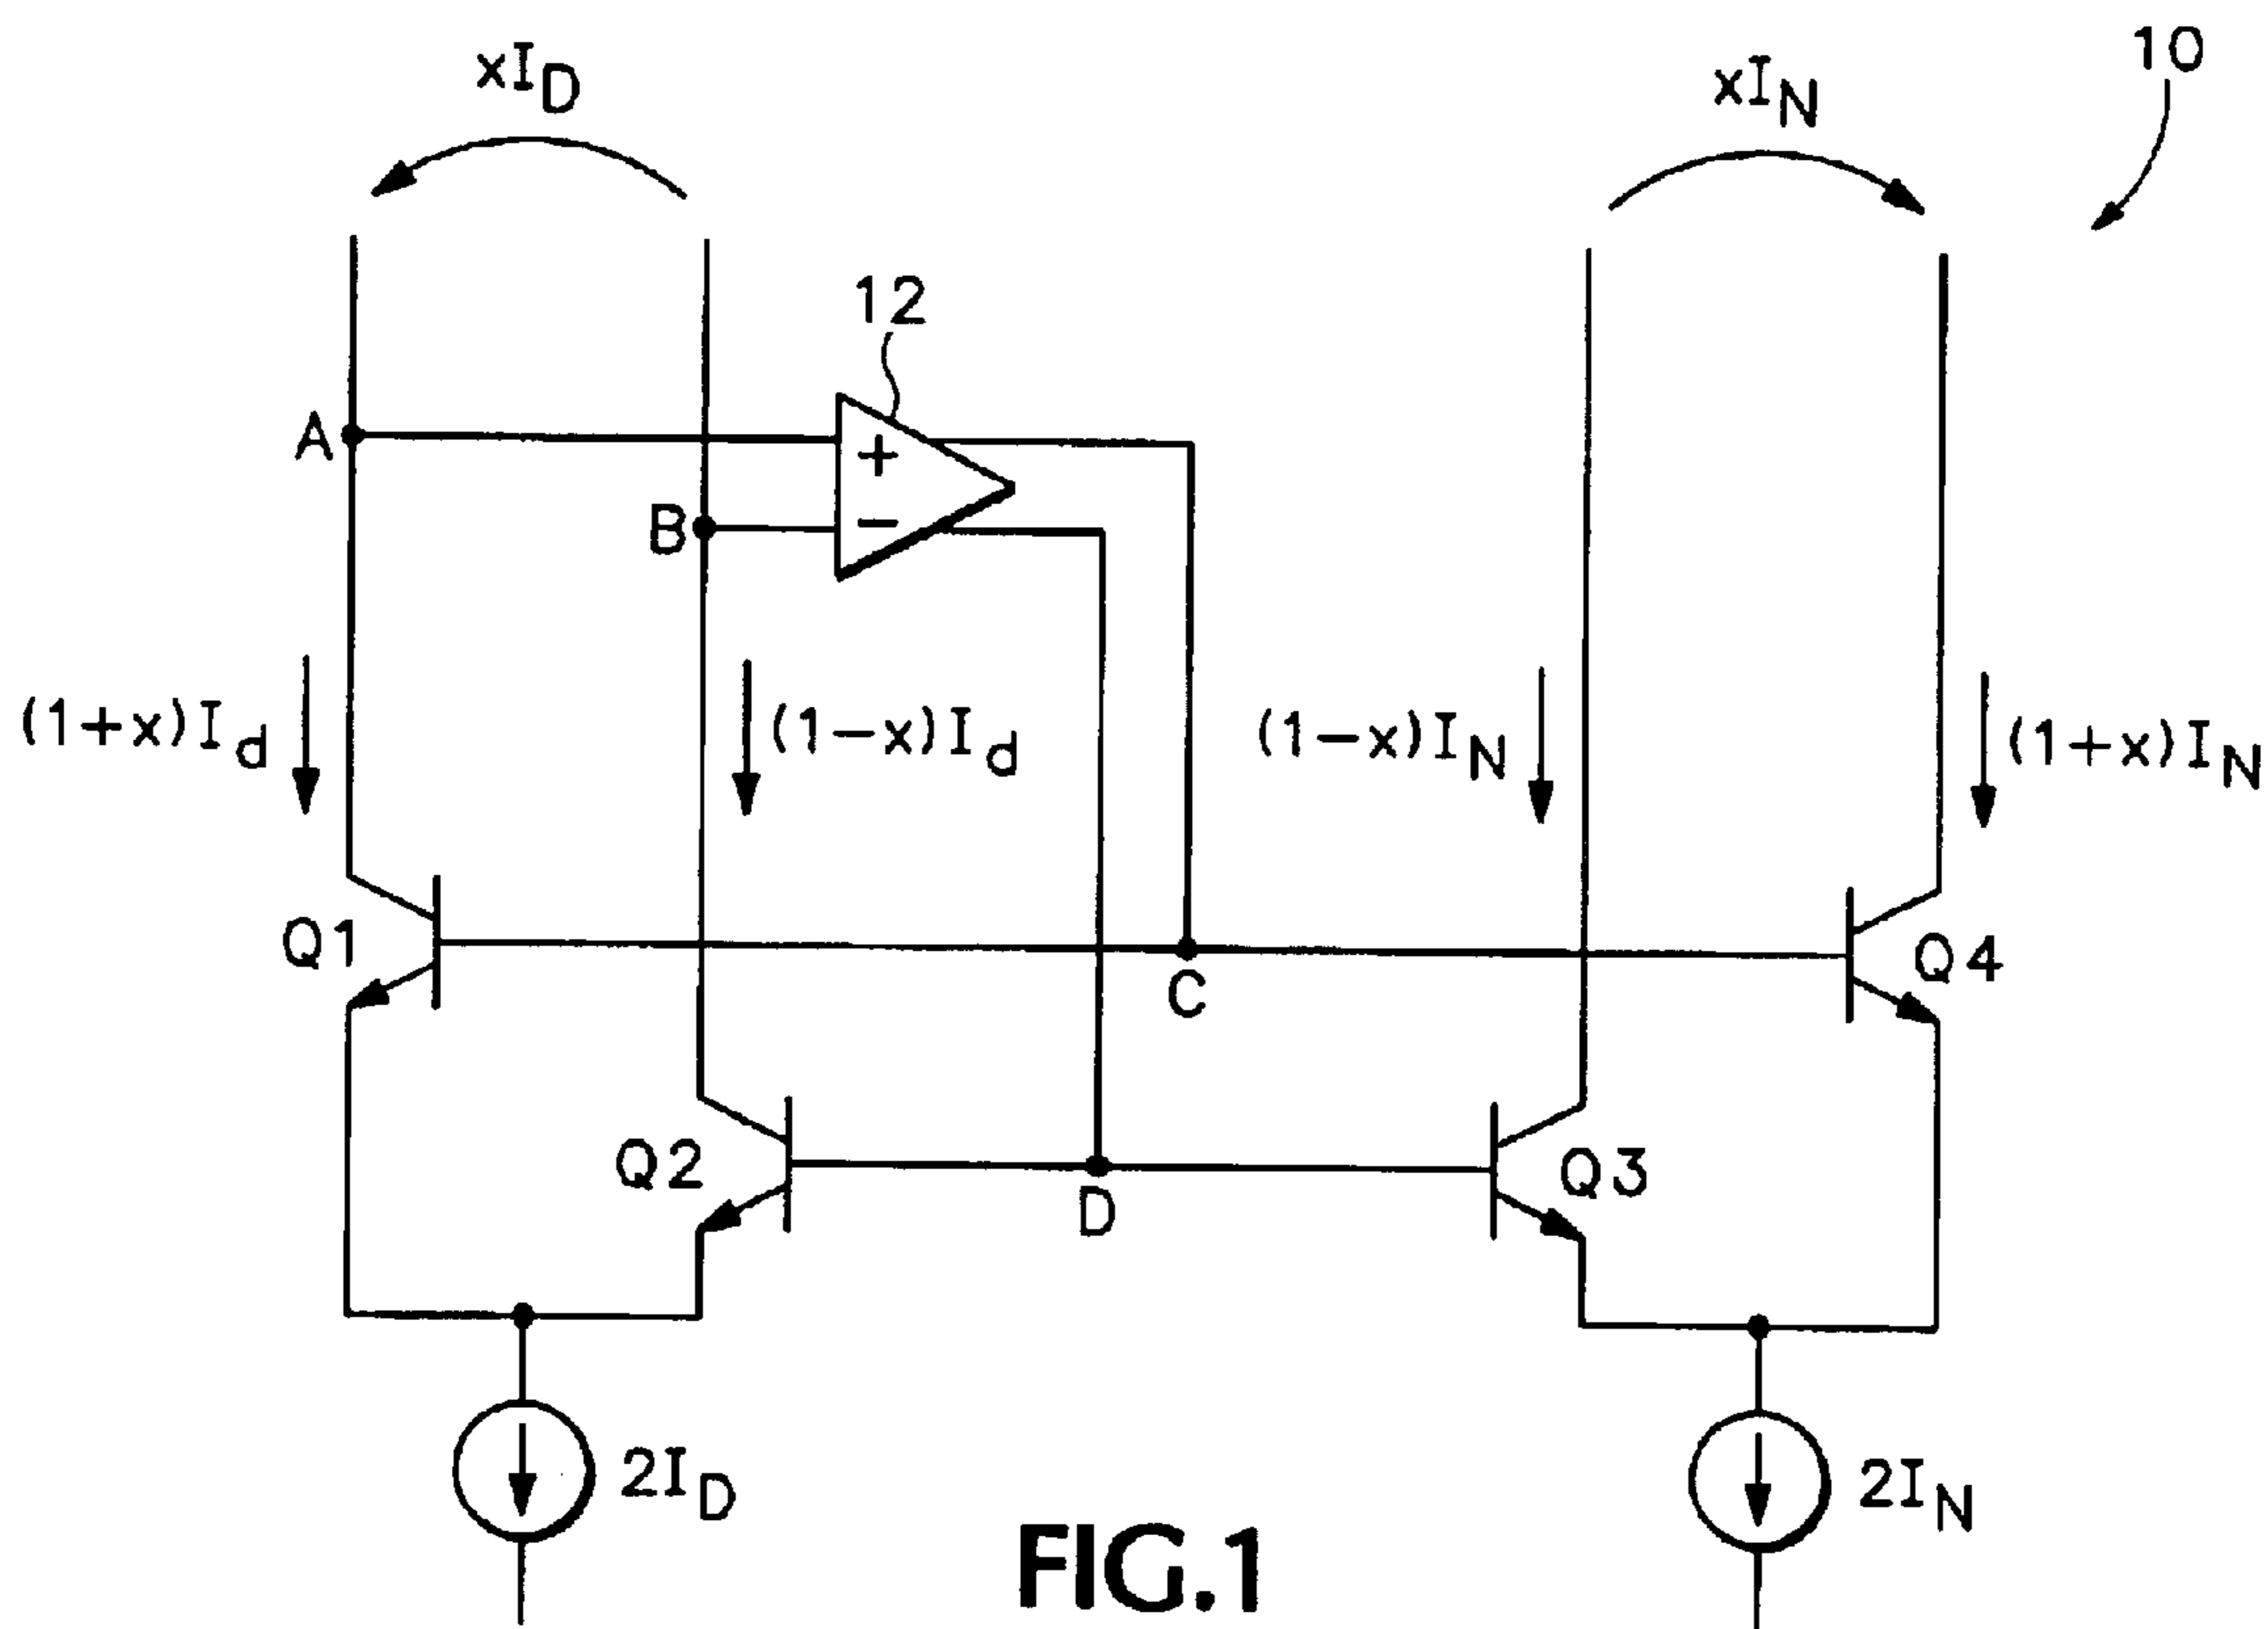 xI_D
xI_N
10
12
A
+
B
−
(1+x)I_d
(1−x)I_d
(1−x)I_N
(1+x)I_N
Q1
Q4
C
Q2
Q3
D
2I_D
2I_N
FIG.1